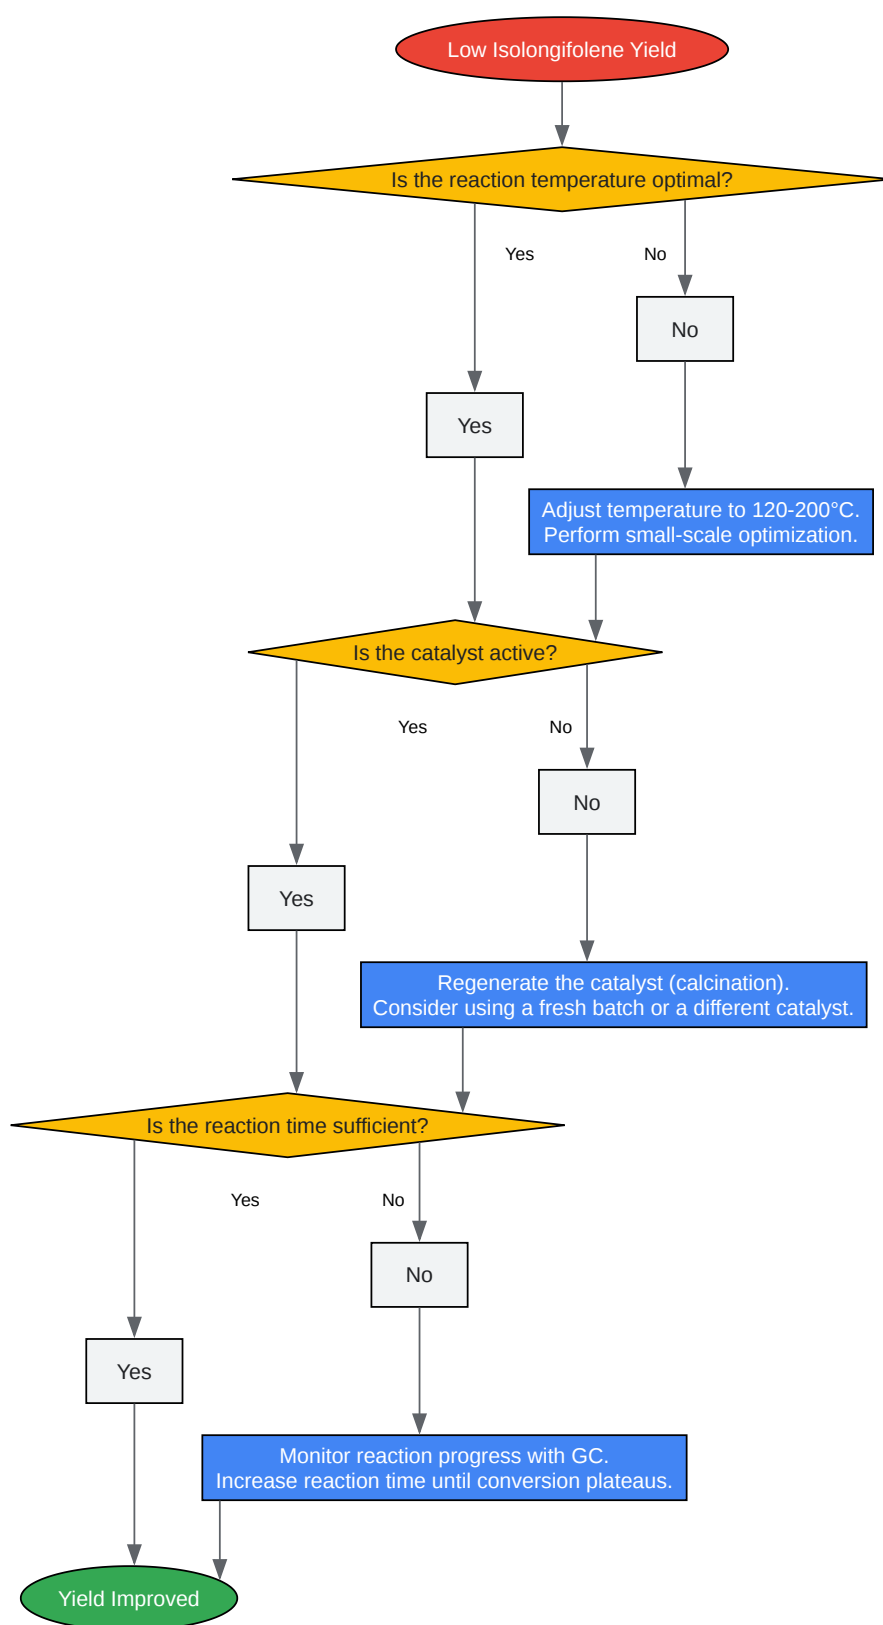 Low Isolongifolene Yield
Is the reaction temperature optimal?
Yes
No
No
Yes
Adjust temperature to 120-200°C.
Perform small-scale optimization.
Is the catalyst active?
Yes
No
No
Yes
Regenerate the catalyst (calcination).
Consider using a fresh batch or a different catalyst.
Is the reaction time sufficient?
Yes
No
No
Yes
Monitor reaction progress with GC.
Increase reaction time until conversion plateaus.
Yield Improved